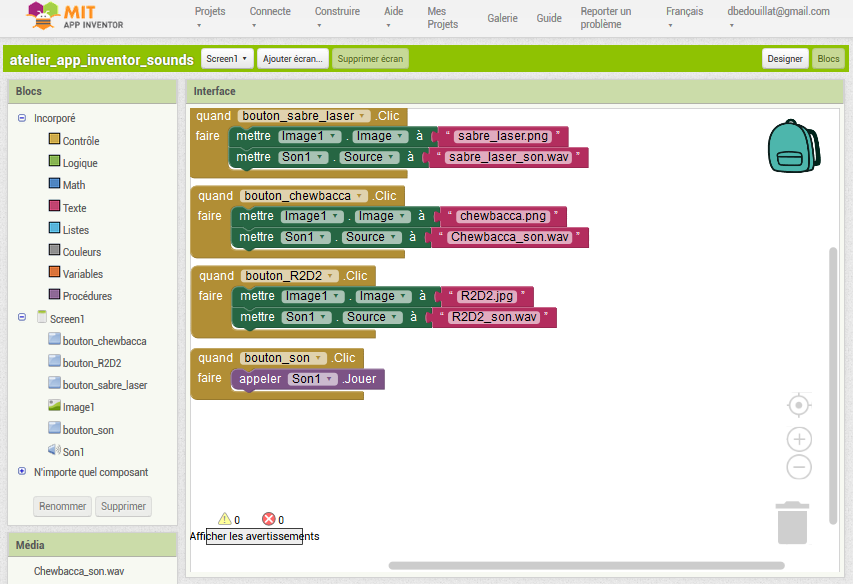 MIT
APP INVENTOR
Projets
Connecte
Construire
Aide
Mes
Projets
Galerie
Guide
Reporter un
problème
Français
dbedouillat@gmail.com
atelier_app_inventor_sounds
Screen1
Ajouter écran...
Supprimer écran
Designer
Blocs
Blocs
Interface
Incorporé
Contrôle
Logique
Math
Texte
Listes
Couleurs
Variables
Procédures
Screen1
bouton_chewbacca
bouton_R2D2
bouton_sabre_laser
Image1
bouton_son
Son1
N'importe quel composant
Renommer
Supprimer
Média
Chewbacca_son.wav
quand bouton_sabre_laser .Clic
faire mettre Image1 . Image à “ sabre_laser.png ”
mettre Son1 . Source à “ sabre_laser_son.wav ”
quand bouton_chewbacca .Clic
faire mettre Image1 . Image à “ chewbacca.png ”
mettre Son1 . Source à “ Chewbacca_son.wav ”
quand bouton_R2D2 .Clic
faire mettre Image1 . Image à “ R2D2.jpg ”
mettre Son1 . Source à “ R2D2_son.wav ”
quand bouton_son .Clic
faire appeler Son1 .Jouer
0 0
Afficher les avertissements